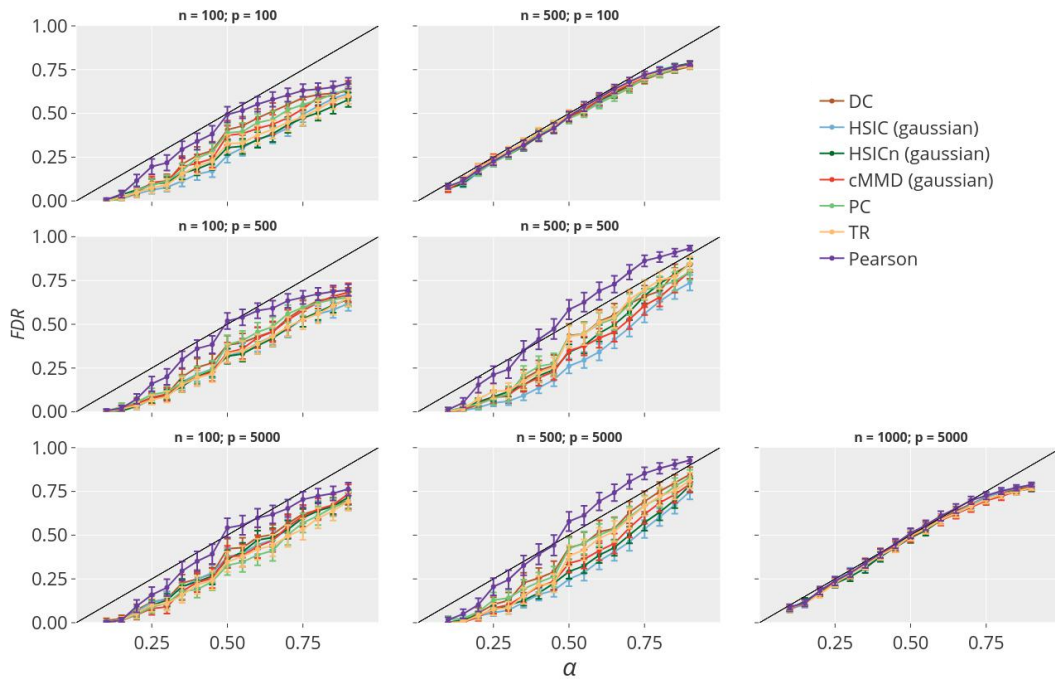 n = 100; p = 100
n = 500; p = 100
1.00
0.75
0.50
0.25
0.00
DC
HSIC (gaussian)
HSICn (gaussian)
cMMD (gaussian)
PC
TR
Pearson
n = 100; p = 500
n = 500; p = 500
1.00
0.75
0.50
0.25
0.00
FDR
n = 100; p = 5000
n = 500; p = 5000
n = 1000; p = 5000
1.00
0.75
0.50
0.25
0.00
0.25 0.50 0.75
0.25 0.50 0.75
0.25 0.50 0.75
α